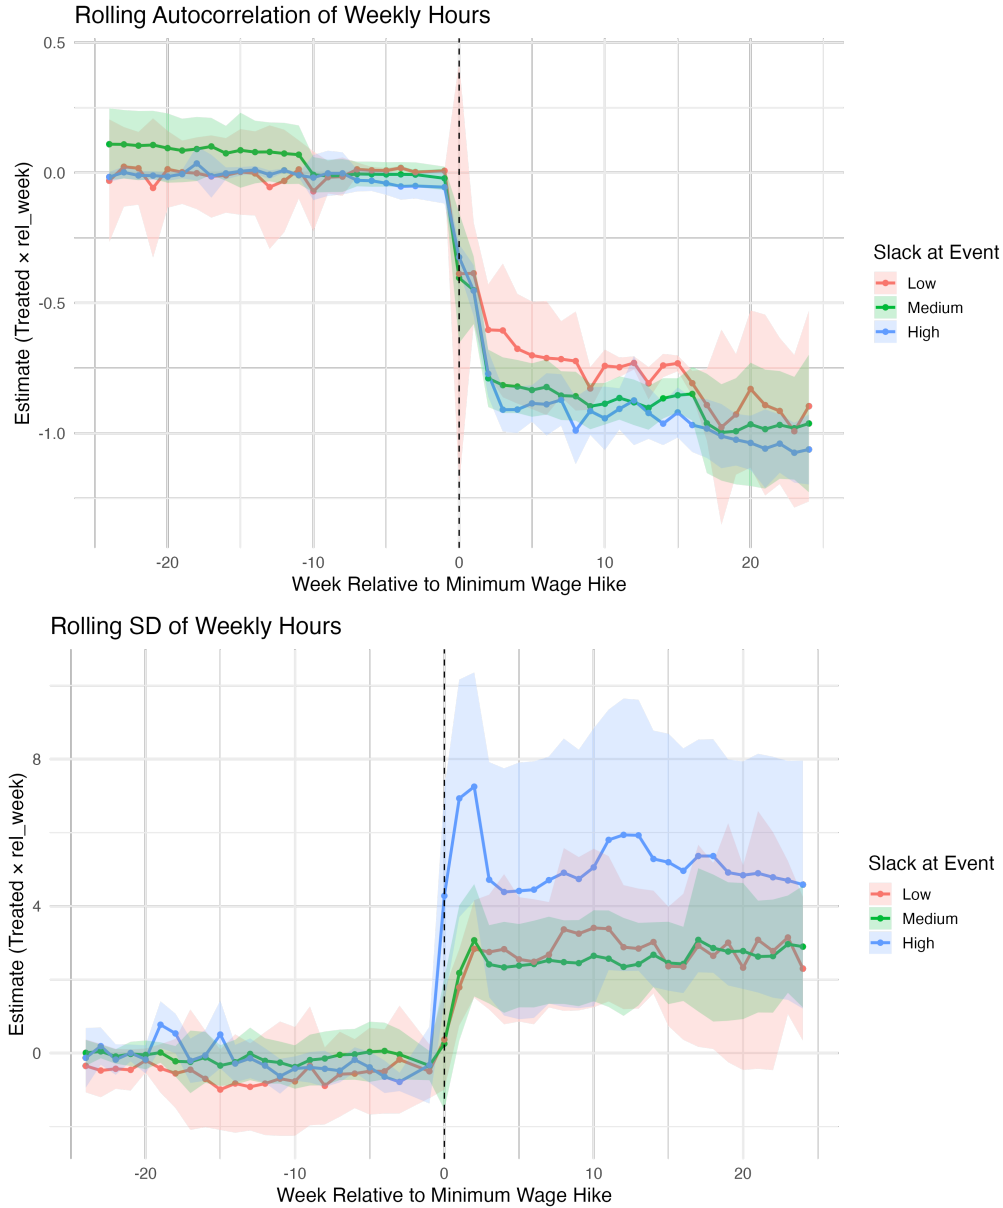 Rolling Autocorrelation of Weekly Hours
Estimate (Treated × rel_week)
0.5
0.0
-0.5
-1.0
-20
-10
0
10
20
Week Relative to Minimum Wage Hike
Slack at Event
Low
Medium
High
Rolling SD of Weekly Hours
Estimate (Treated × rel_week)
8
4
0
-20
-10
0
10
20
Week Relative to Minimum Wage Hike
Slack at Event
Low
Medium
High